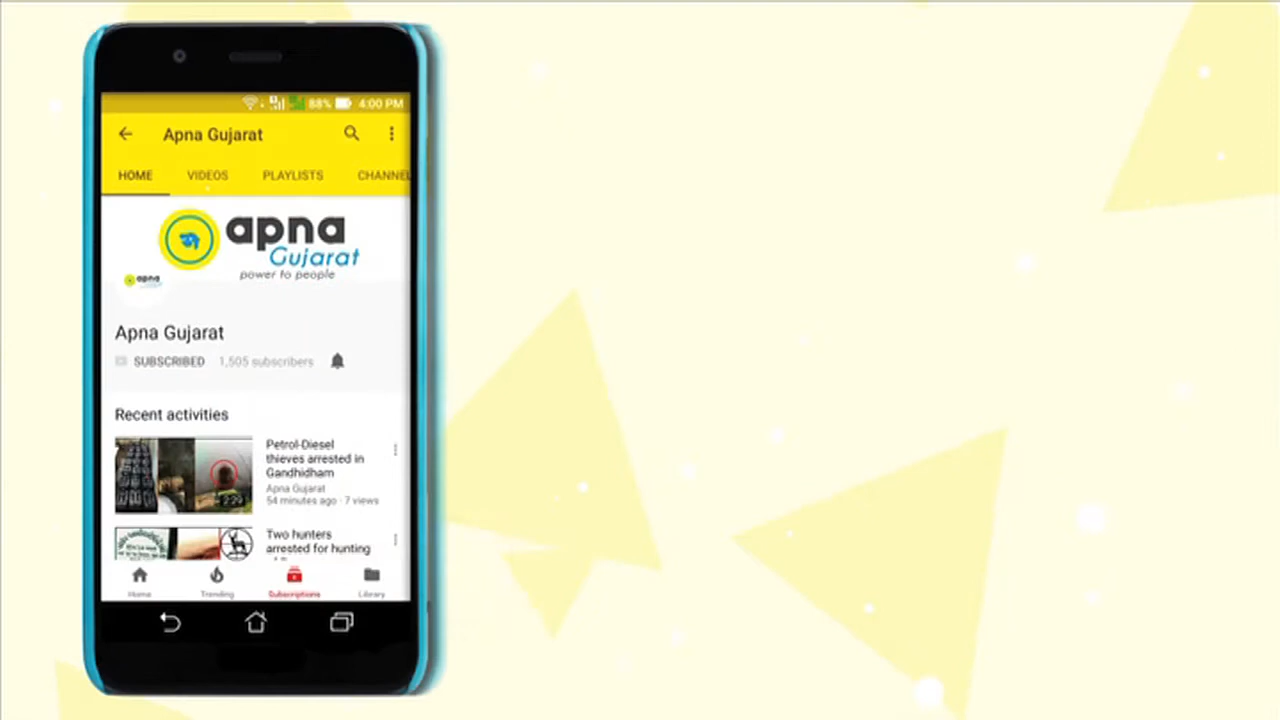 88% 4:00 PM
Apna Gujarat
HOME VIDEOS PLAYLISTS CHANNEL
apna
Gujarat
power to people
apna
Apna Gujarat
SUBSCRIBED 1,505 subscribers
Recent activities
Petrol-Diesel
thieves arrested in
Gandhidham
Apna Gujarat
54 minutes ago · 7 views
2:29
Two hunters
arrested for hunting
Home Trending Subscriptions Library